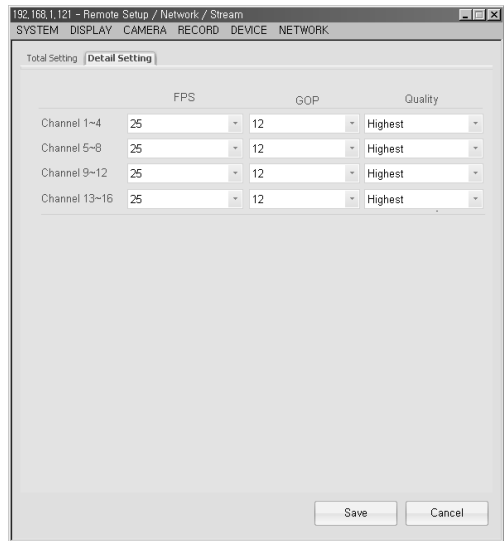 192,168,1,121 - Remote Setup / Network / Stream
SYSTEM DISPLAY CAMERA RECORD DEVICE NETWORK
Total Setting Detail Setting
FPS GOP Quality
Channel 1~4 25 12 Highest
Channel 5~8 25 12 Highest
Channel 9~12 25 12 Highest
Channel 13~16 25 12 Highest
Save Cancel